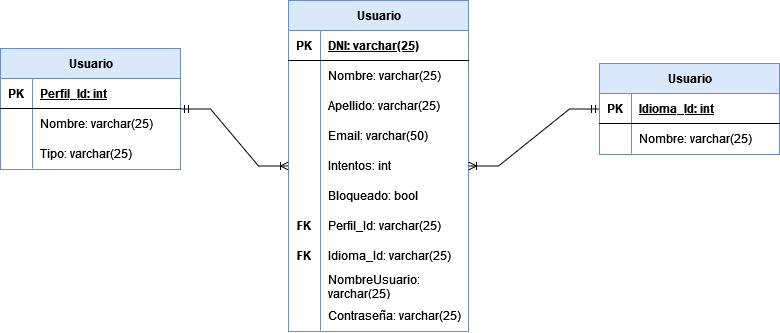 Usuario
PK Perfil_Id: int
Nombre: varchar(25)
Tipo: varchar(25)
Usuario
PK DNI: varchar(25)
Nombre: varchar(25)
Apellido: varchar(25)
Email: varchar(50)
Intentos: int
Bloqueado: bool
FK Perfil_Id: varchar(25)
FK Idioma_Id: varchar(25)
NombreUsuario:
varchar(25)
Contraseña: varchar(25)
Usuario
PK Idioma_Id: int
Nombre: varchar(25)